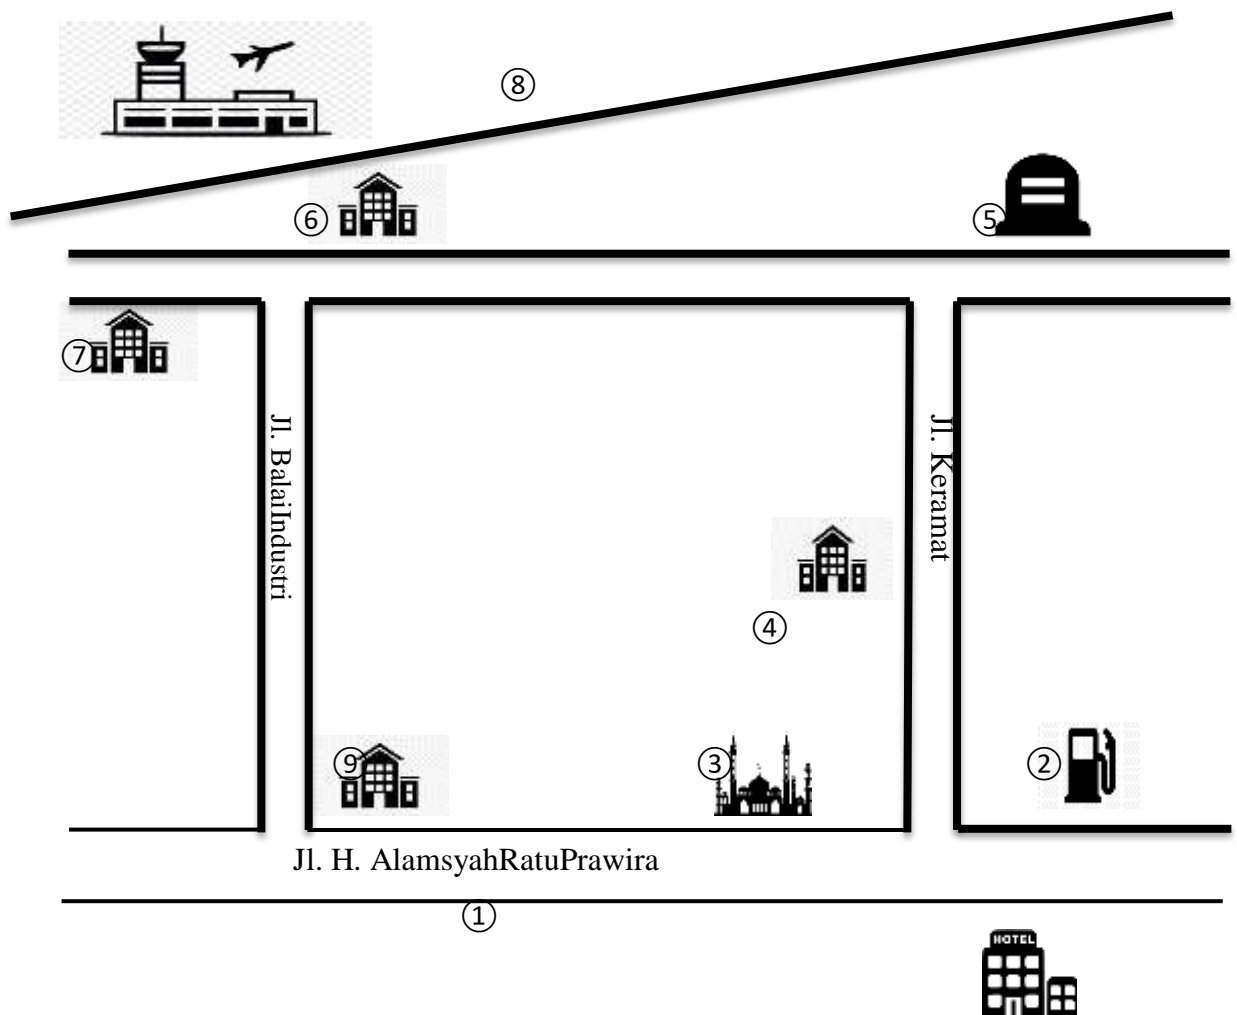 ⑧
⑥
⑤
⑦
Jl. BalaiIndustri
Jl. Keramat
④
⑨
③
②
Jl. H. AlamsyahRatuPrawira
①
HOTEL